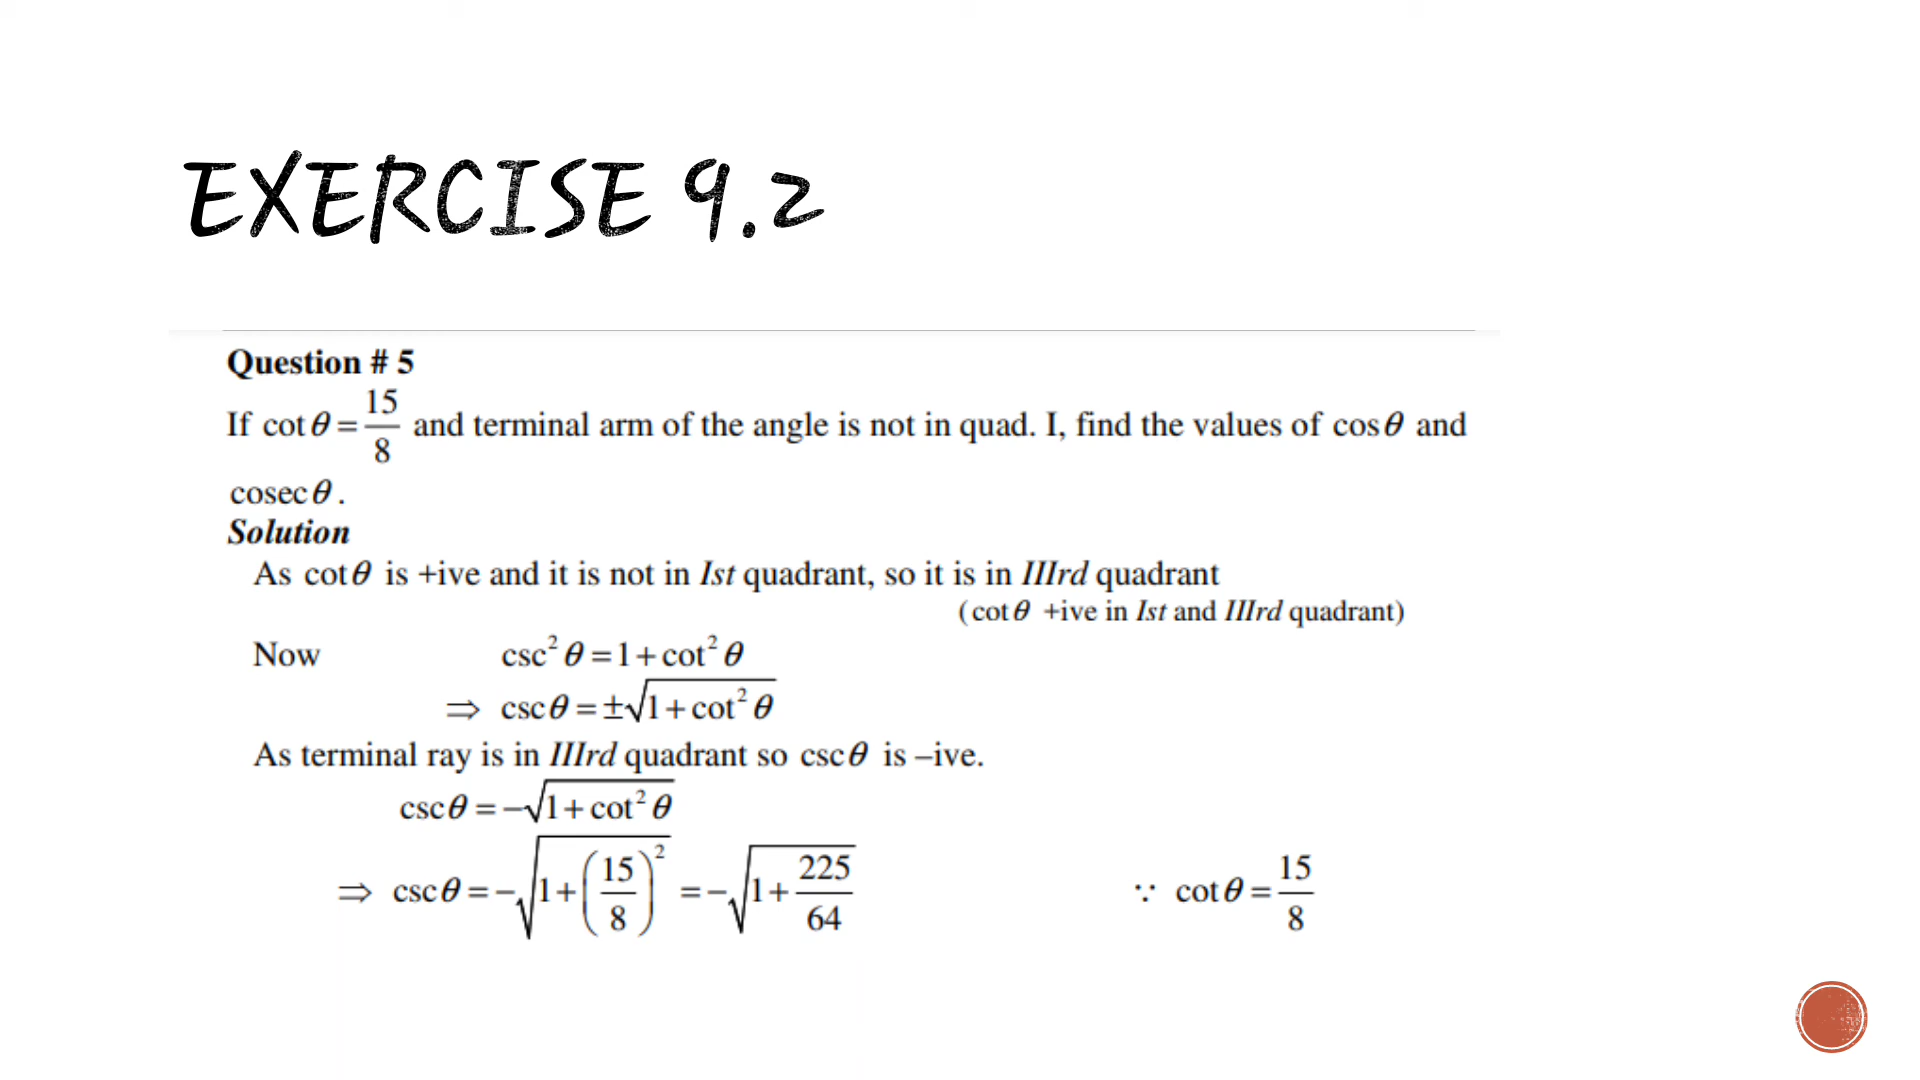 EXERCISE 9.2
Question # 5
If cot θ = 15/8 and terminal arm of the angle is not in quad. I, find the values of cos θ and
cosec θ .
Solution
As cot θ is +ive and it is not in Ist quadrant, so it is in IIIrd quadrant
(cot θ +ive in Ist and IIIrd quadrant)
Now csc² θ = 1 + cot² θ
⇒ csc θ = ±√(1 + cot² θ)
As terminal ray is in IIIrd quadrant so csc θ is –ive.
csc θ = −√(1 + cot² θ)
⇒ csc θ = −√(1 + (15/8)²) = −√(1 + 225/64) ∵ cot θ = 15/8